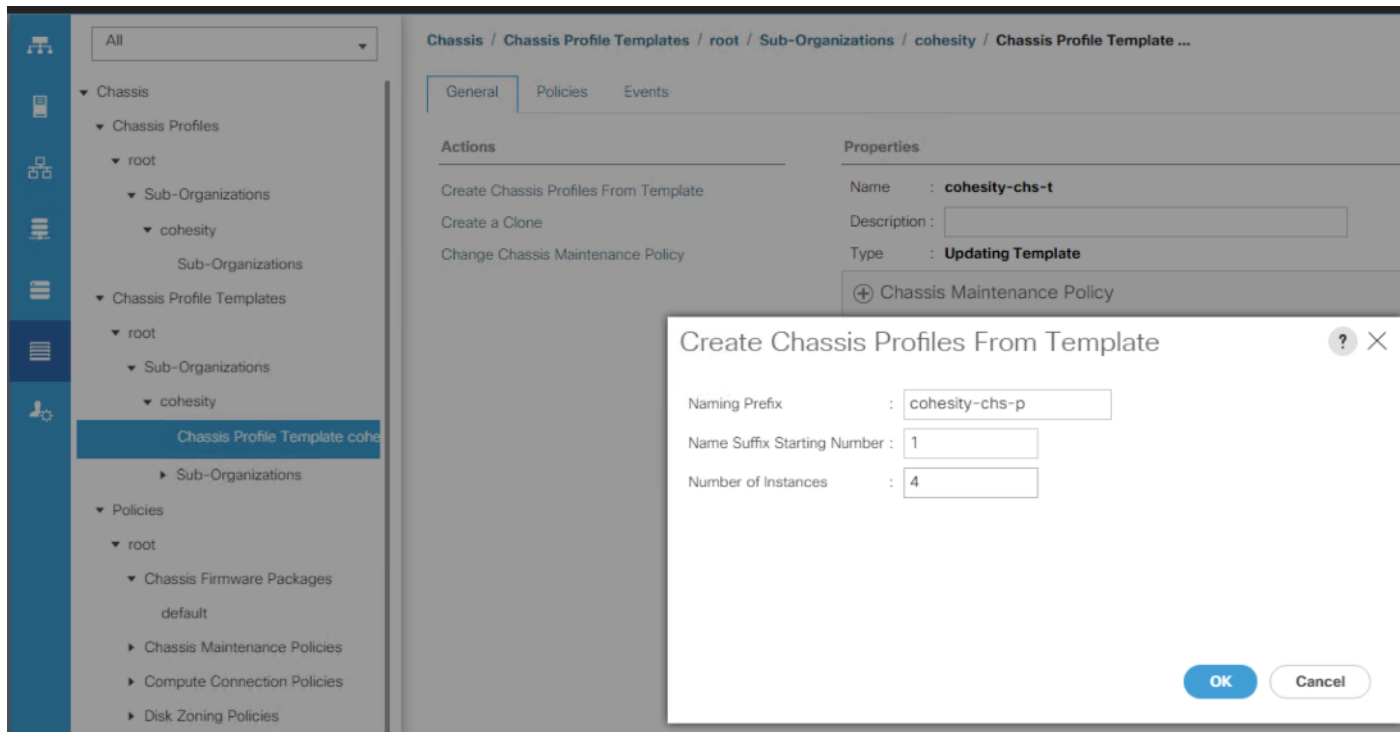 All
Chassis
Chassis Profiles
root
Sub-Organizations
cohesity
Sub-Organizations
Chassis Profile Templates
root
Sub-Organizations
cohesity
Chassis Profile Template cohe
Sub-Organizations
Policies
root
Chassis Firmware Packages
default
Chassis Maintenance Policies
Compute Connection Policies
Disk Zoning Policies
Chassis / Chassis Profile Templates / root / Sub-Organizations / cohesity / Chassis Profile Template ...
General Policies Events
Actions
Create Chassis Profiles From Template
Create a Clone
Change Chassis Maintenance Policy
Properties
Name : cohesity-chs-t
Description :
Type : Updating Template
Chassis Maintenance Policy
Create Chassis Profiles From Template ?
Naming Prefix : cohesity-chs-p
Name Suffix Starting Number : 1
Number of Instances : 4
OK Cancel